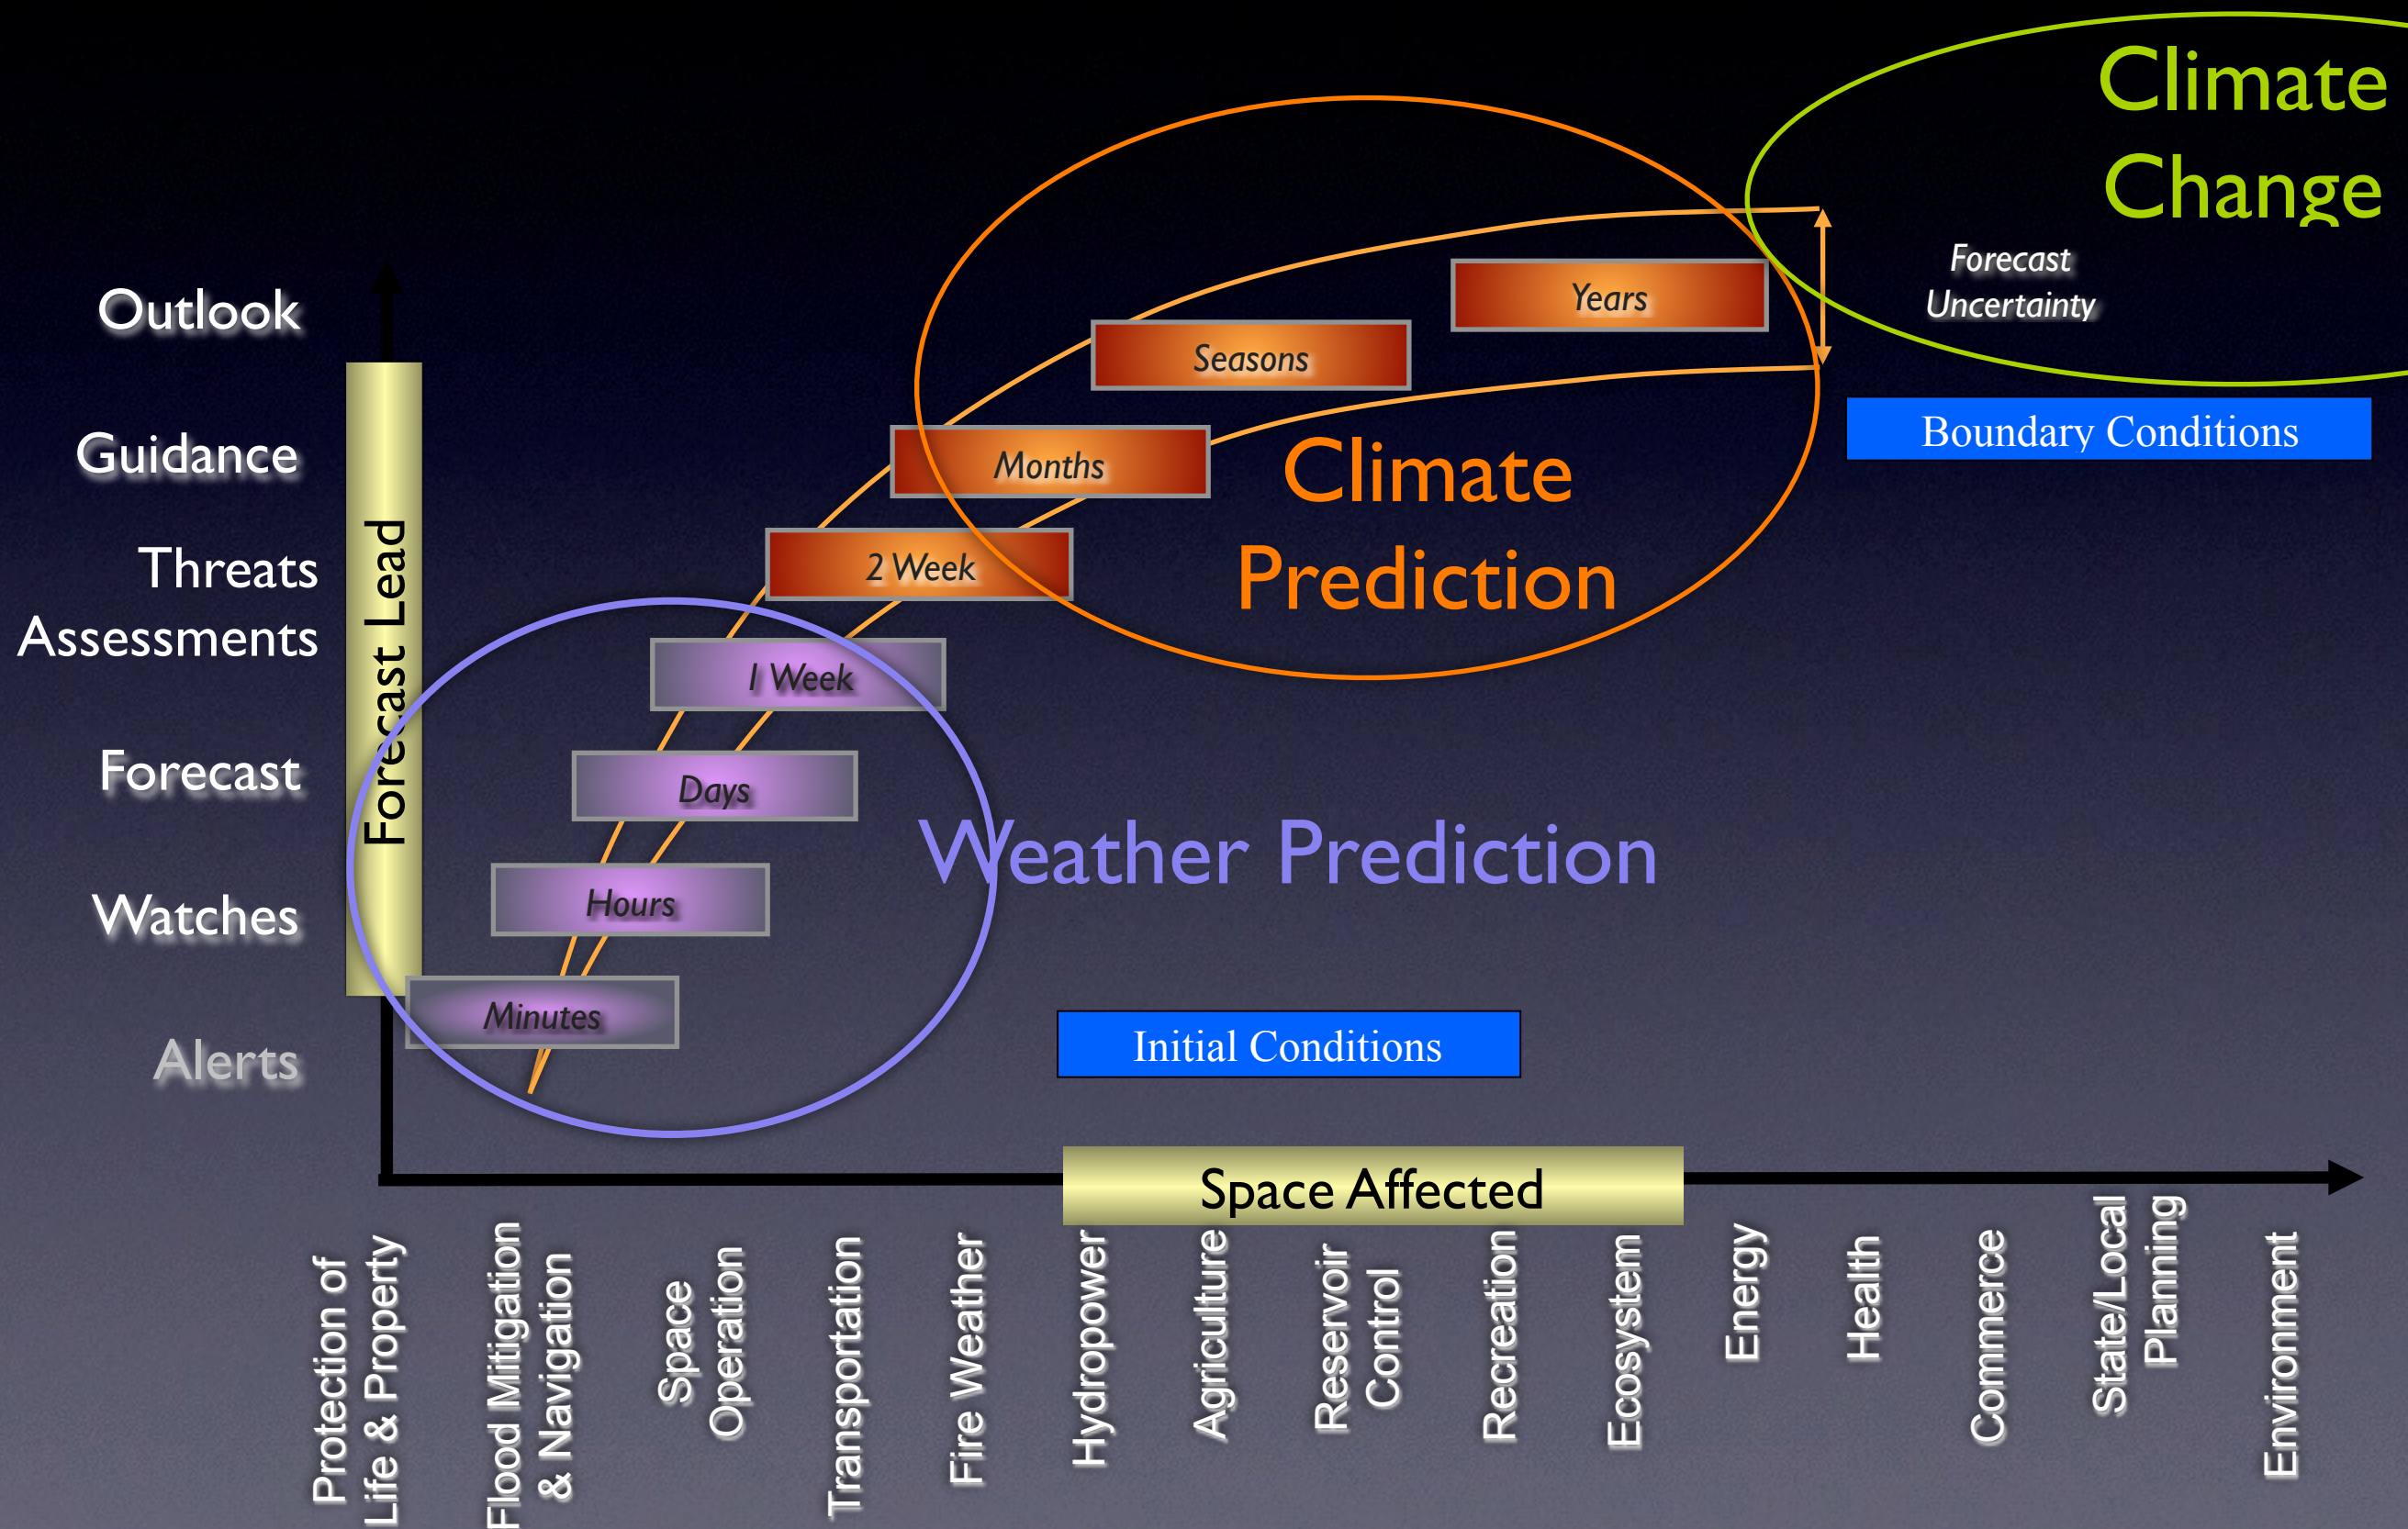 Climate
Change
Forecast
Uncertainty
Outlook
Years
Seasons
Guidance
Months
Boundary Conditions
Climate
Prediction
Threats
Assessments
2 Week
Forecast Lead
1 Week
Forecast
Days
Weather Prediction
Watches
Hours
Minutes
Alerts
Initial Conditions
Space Affected
Protection of
Life & Property
Flood Mitigation
& Navigation
Space
Operation
Transportation
Fire Weather
Hydropower
Agriculture
Reservoir
Control
Recreation
Ecosystem
Energy
Health
Commerce
State/Local
Planning
Environment